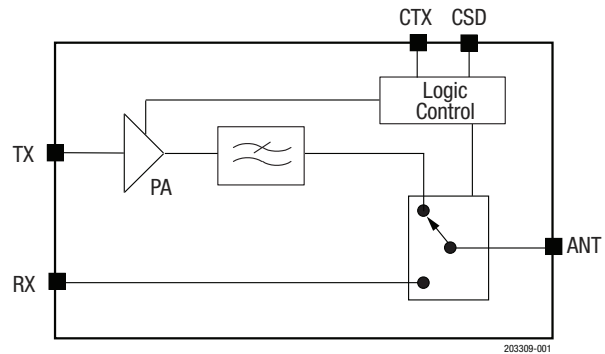 CTX CSD
Logic
Control
TX
PA
ANT
RX
203309-001